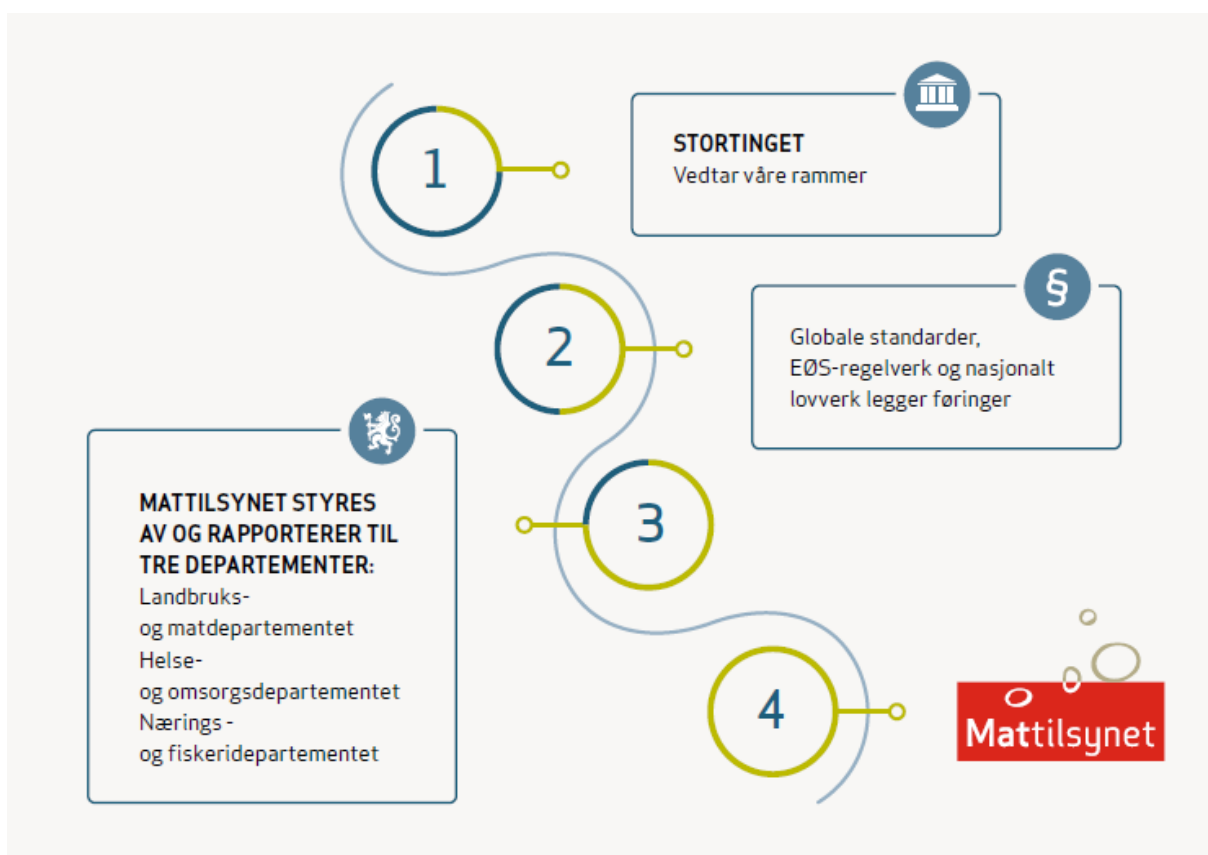 1
STORTINGET
Vedtar våre rammer
§
2
Globale standarder,
EØS-regelverk og nasjonalt
lovverk legger føringer
MATTILSYNET STYRES
AV OG RAPPORTERER TIL
TRE DEPARTEMENTER:
Landbruks-
og matdepartementet
Helse-
og omsorgsdepartementet
Nærings -
og fiskeridepartementet
3
4
Mattilsynet